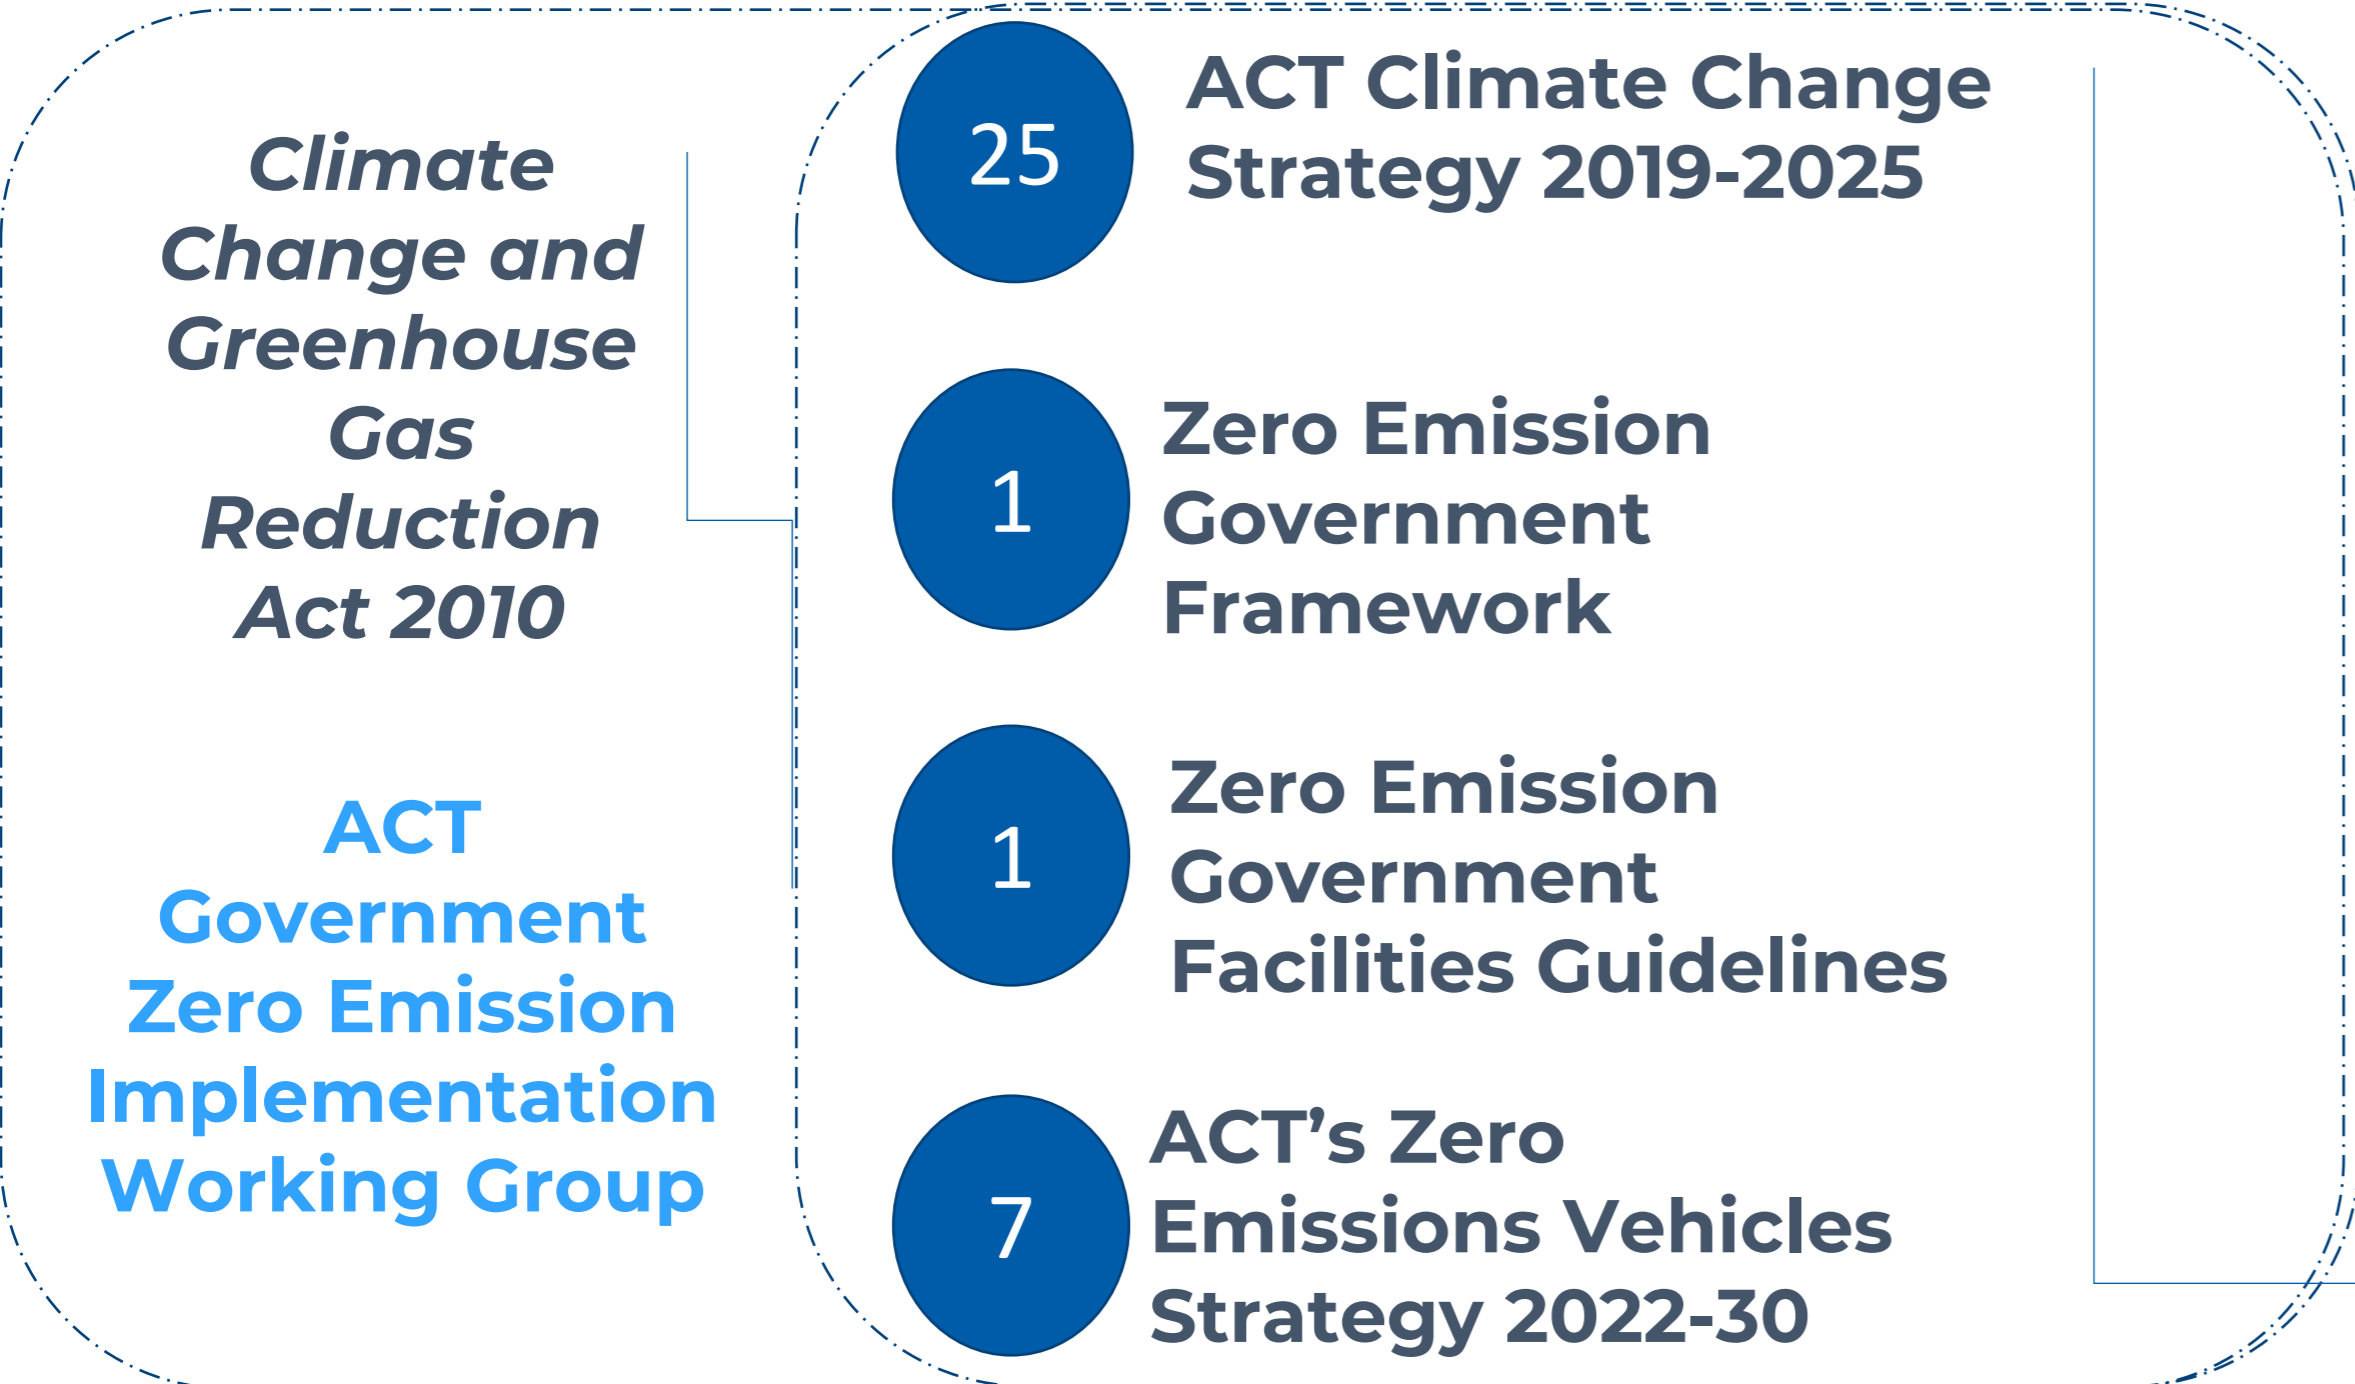 Climate
Change and
Greenhouse
Gas
Reduction
Act 2010
ACT
Government
Zero Emission
Implementation
Working Group
25
ACT Climate Change
Strategy 2019-2025
1
Zero Emission
Government
Framework
1
Zero Emission
Government
Facilities Guidelines
7
ACT’s Zero
Emissions Vehicles
Strategy 2022-30